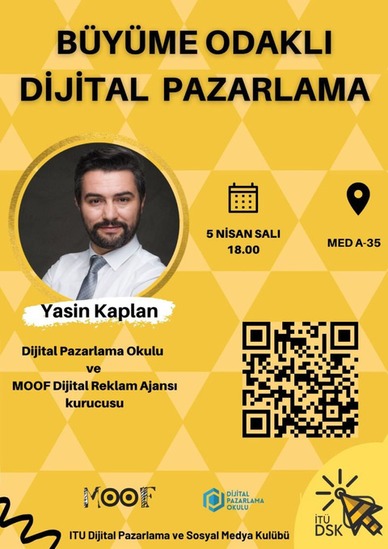 BÜYÜME ODAKLI
DİJİTAL PAZARLAMA
5 NİSAN SALI
18.00
MED A-35
Yasin Kaplan
Dijital Pazarlama Okulu
ve
MOOF Dijital Reklam Ajansı
kurucusu
MOOF
DİJİTAL
PAZARLAMA
OKULU
İTÜ
DSK
ITU Dijital Pazarlama ve Sosyal Medya Kulübü